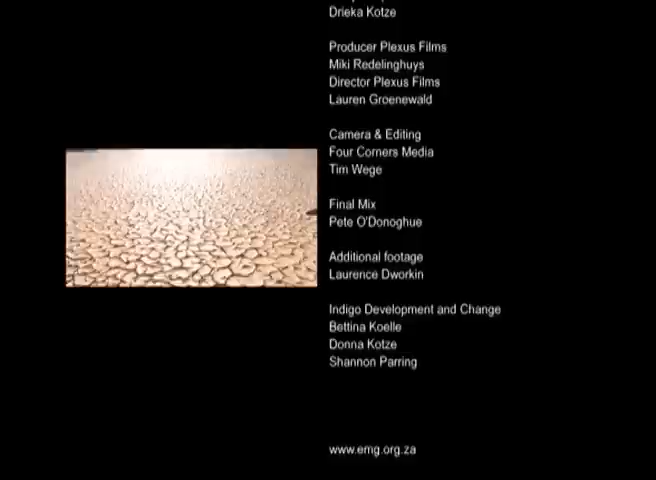 Drieka Kotze
Producer Plexus Films
Miki Redelinghuys
Director Plexus Films
Lauren Groenewald
Camera & Editing
Four Corners Media
Tim Wege
Final Mix
Pete O'Donoghue
Additional footage
Laurence Dworkin
Indigo Development and Change
Bettina Koelle
Donna Kotze
Shannon Parring
www.emg.org.za